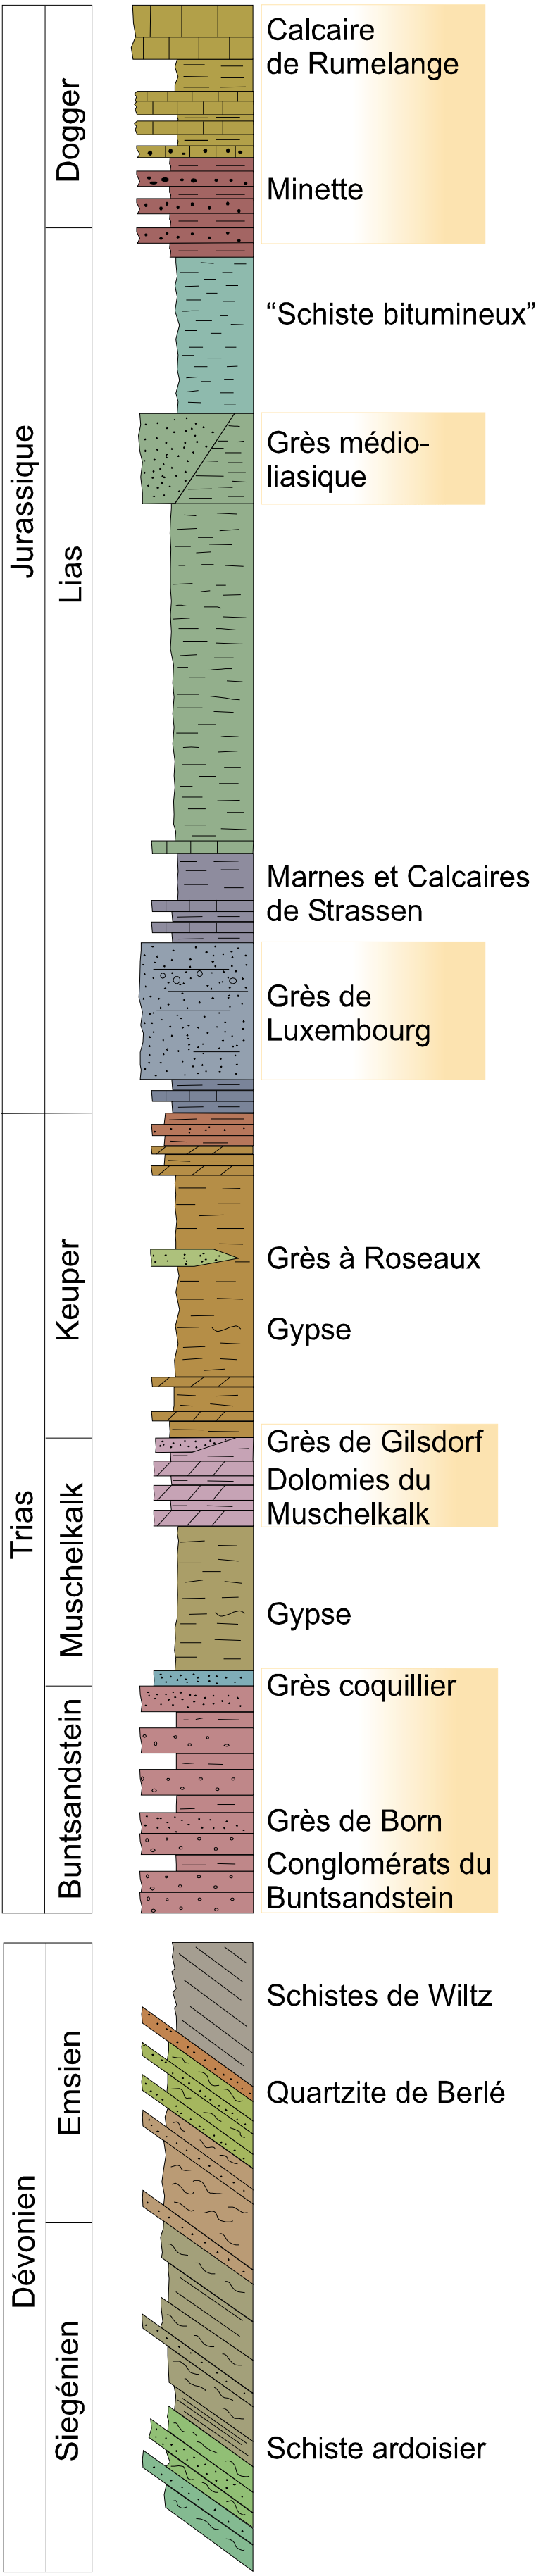 Jurassique
Dogger
Calcaire
de Rumelange
Minette
Lias
“Schiste bitumineux”
Grès médio-
liasique
Marnes et Calcaires
de Strassen
Grès de
Luxembourg
Trias
Keuper
Grès à Roseaux
Gypse
Muschelkalk
Grès de Gilsdorf
Dolomies du
Muschelkalk
Gypse
Grès coquillier
Buntsandstein
Grès de Born
Conglomérats du
Buntsandstein
Dévonien
Emsien
Schistes de Wiltz
Quartzite de Berlé
Siegénien
Schiste ardoisier